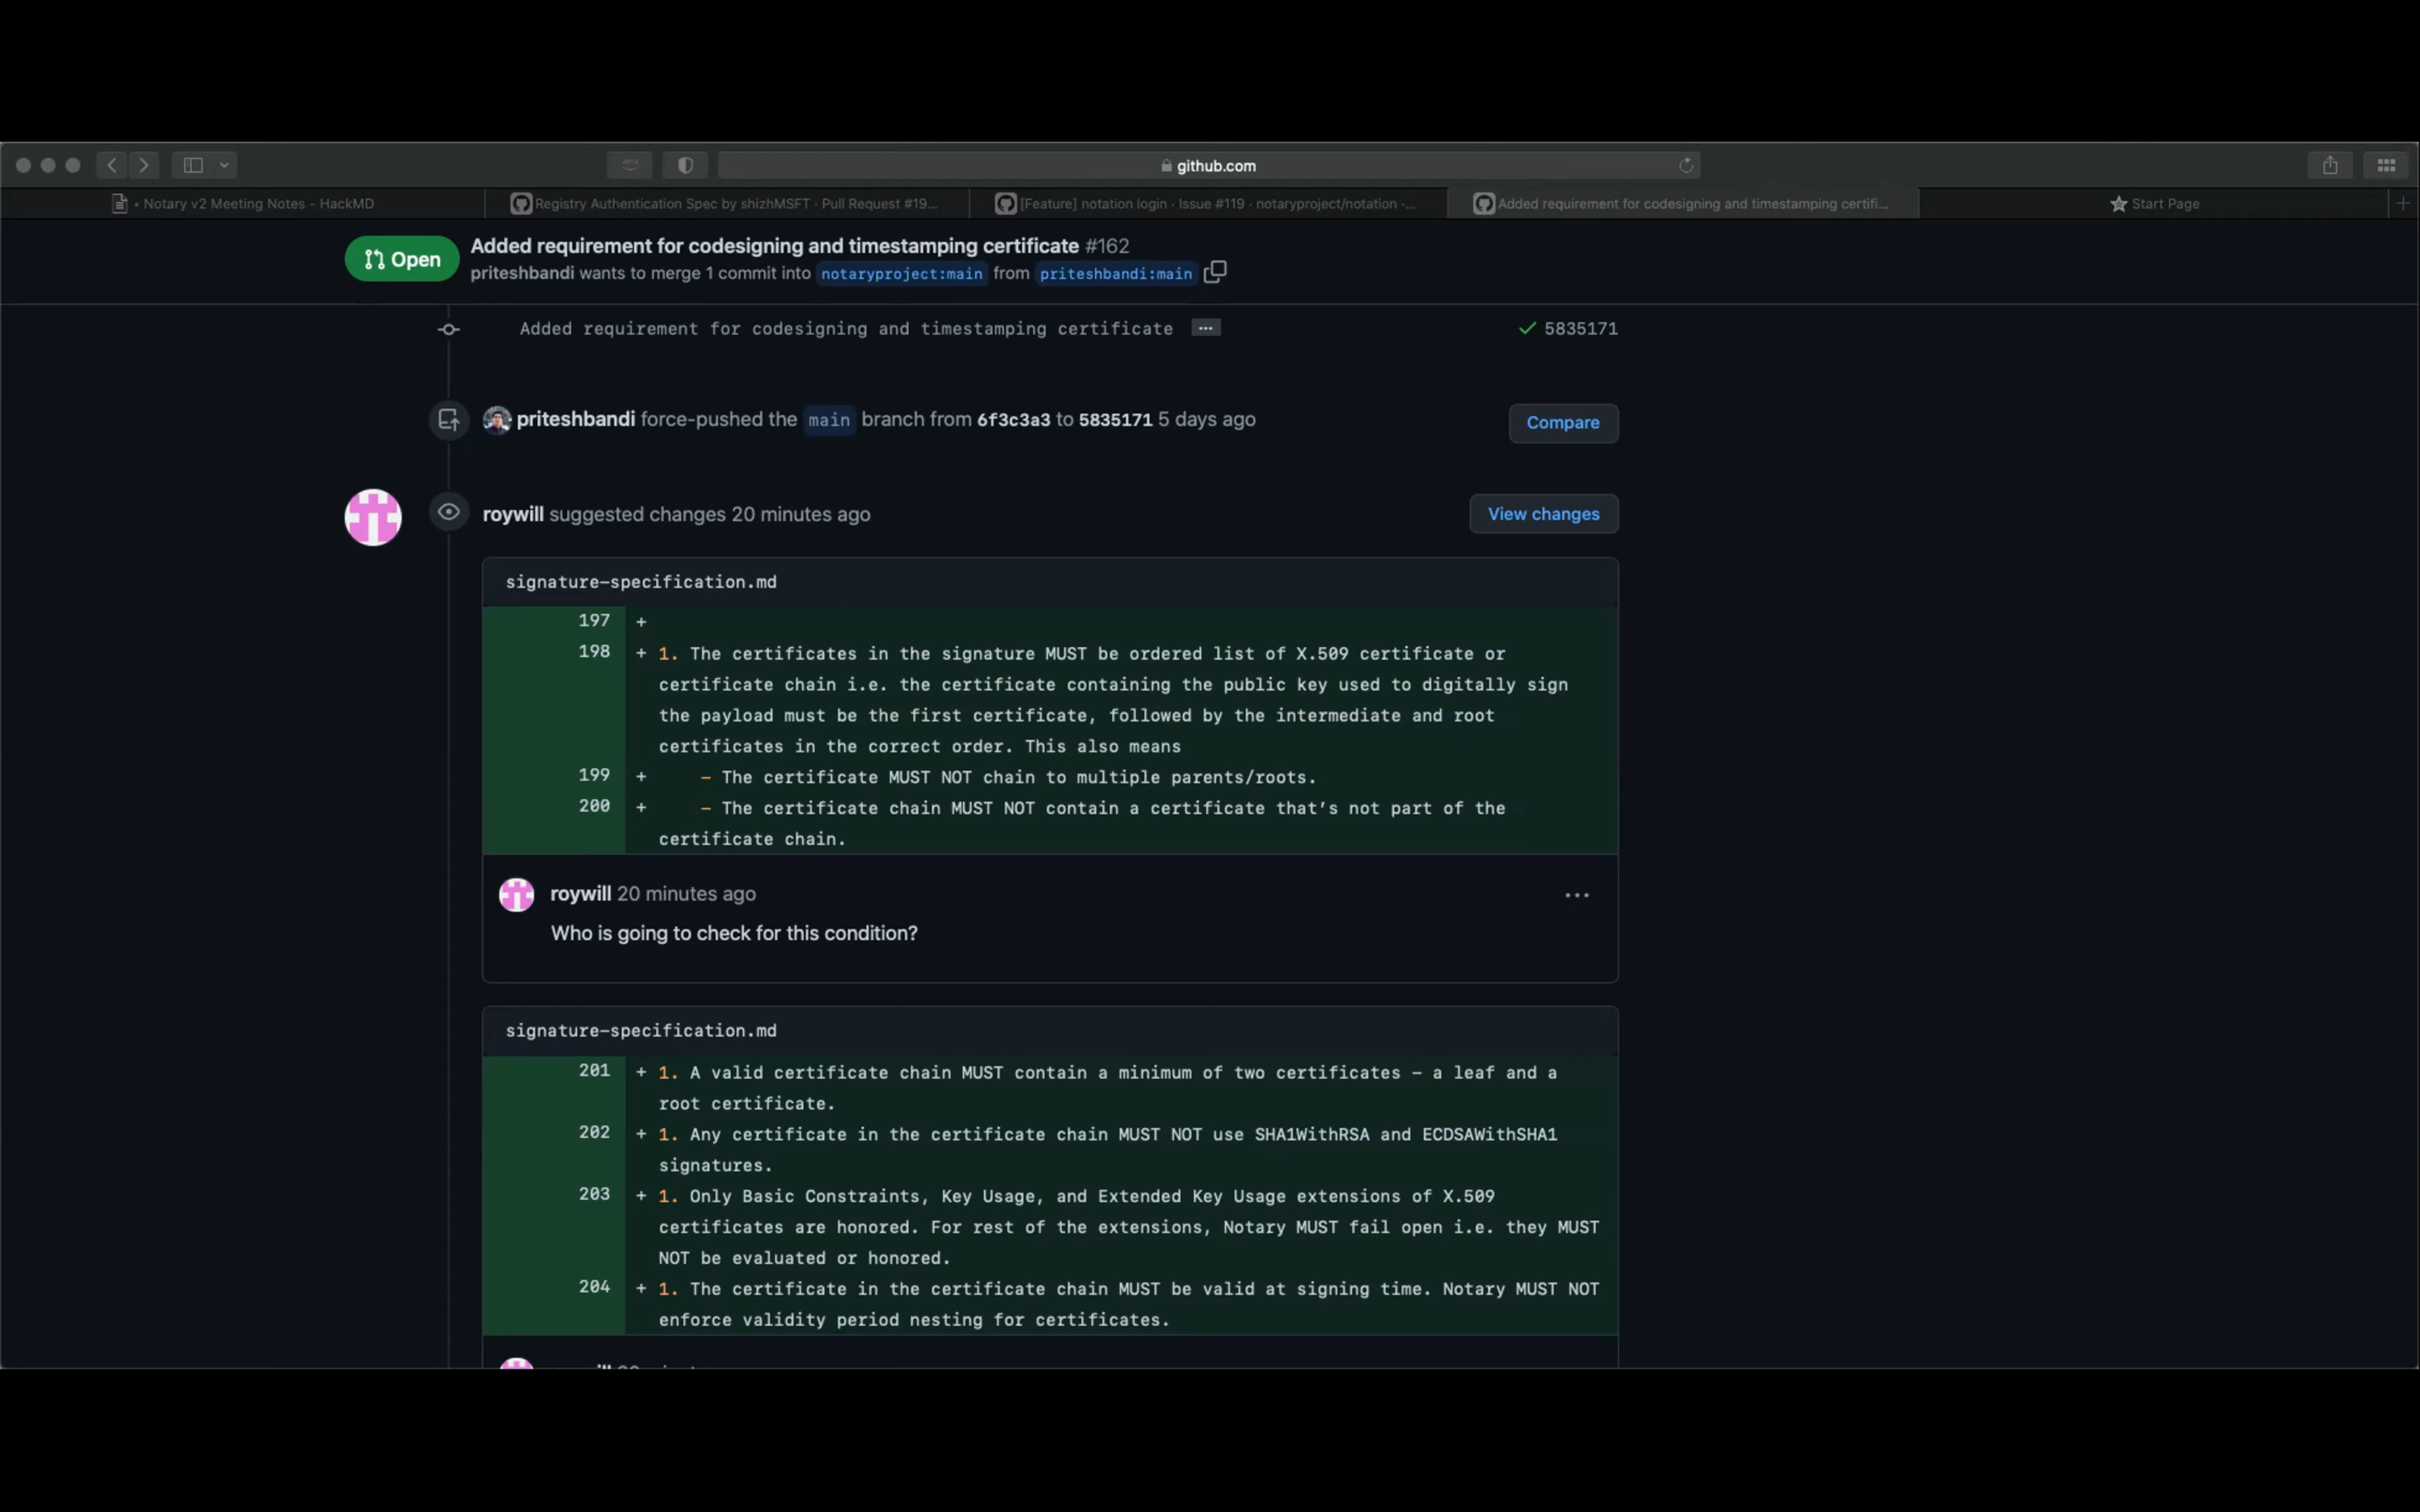 github.com
• Notary v2 Meeting Notes - HackMD
Registry Authentication Spec by shizhMSFT · Pull Request #19...
[Feature] notation login · Issue #119 · notaryproject/notation ·...
Added requirement for codesigning and timestamping certifi...
Start Page
Open
Added requirement for codesigning and timestamping certificate #162
priteshbandi wants to merge 1 commit into notaryproject:main from priteshbandi:main
Added requirement for codesigning and timestamping certificate ...
5835171
priteshbandi force-pushed the main branch from 6f3c3a3 to 5835171 5 days ago
Compare
roywill suggested changes 20 minutes ago
View changes
signature-specification.md
197 +
198 + 1. The certificates in the signature MUST be ordered list of X.509 certificate or
certificate chain i.e. the certificate containing the public key used to digitally sign
the payload must be the first certificate, followed by the intermediate and root
certificates in the correct order. This also means
199 + – The certificate MUST NOT chain to multiple parents/roots.
200 + – The certificate chain MUST NOT contain a certificate that’s not part of the
certificate chain.
roywill 20 minutes ago
Who is going to check for this condition?
signature-specification.md
201 + 1. A valid certificate chain MUST contain a minimum of two certificates – a leaf and a
root certificate.
202 + 1. Any certificate in the certificate chain MUST NOT use SHA1WithRSA and ECDSAWithSHA1
signatures.
203 + 1. Only Basic Constraints, Key Usage, and Extended Key Usage extensions of X.509
certificates are honored. For rest of the extensions, Notary MUST fail open i.e. they MUST
NOT be evaluated or honored.
204 + 1. The certificate in the certificate chain MUST be valid at signing time. Notary MUST NOT
enforce validity period nesting for certificates.